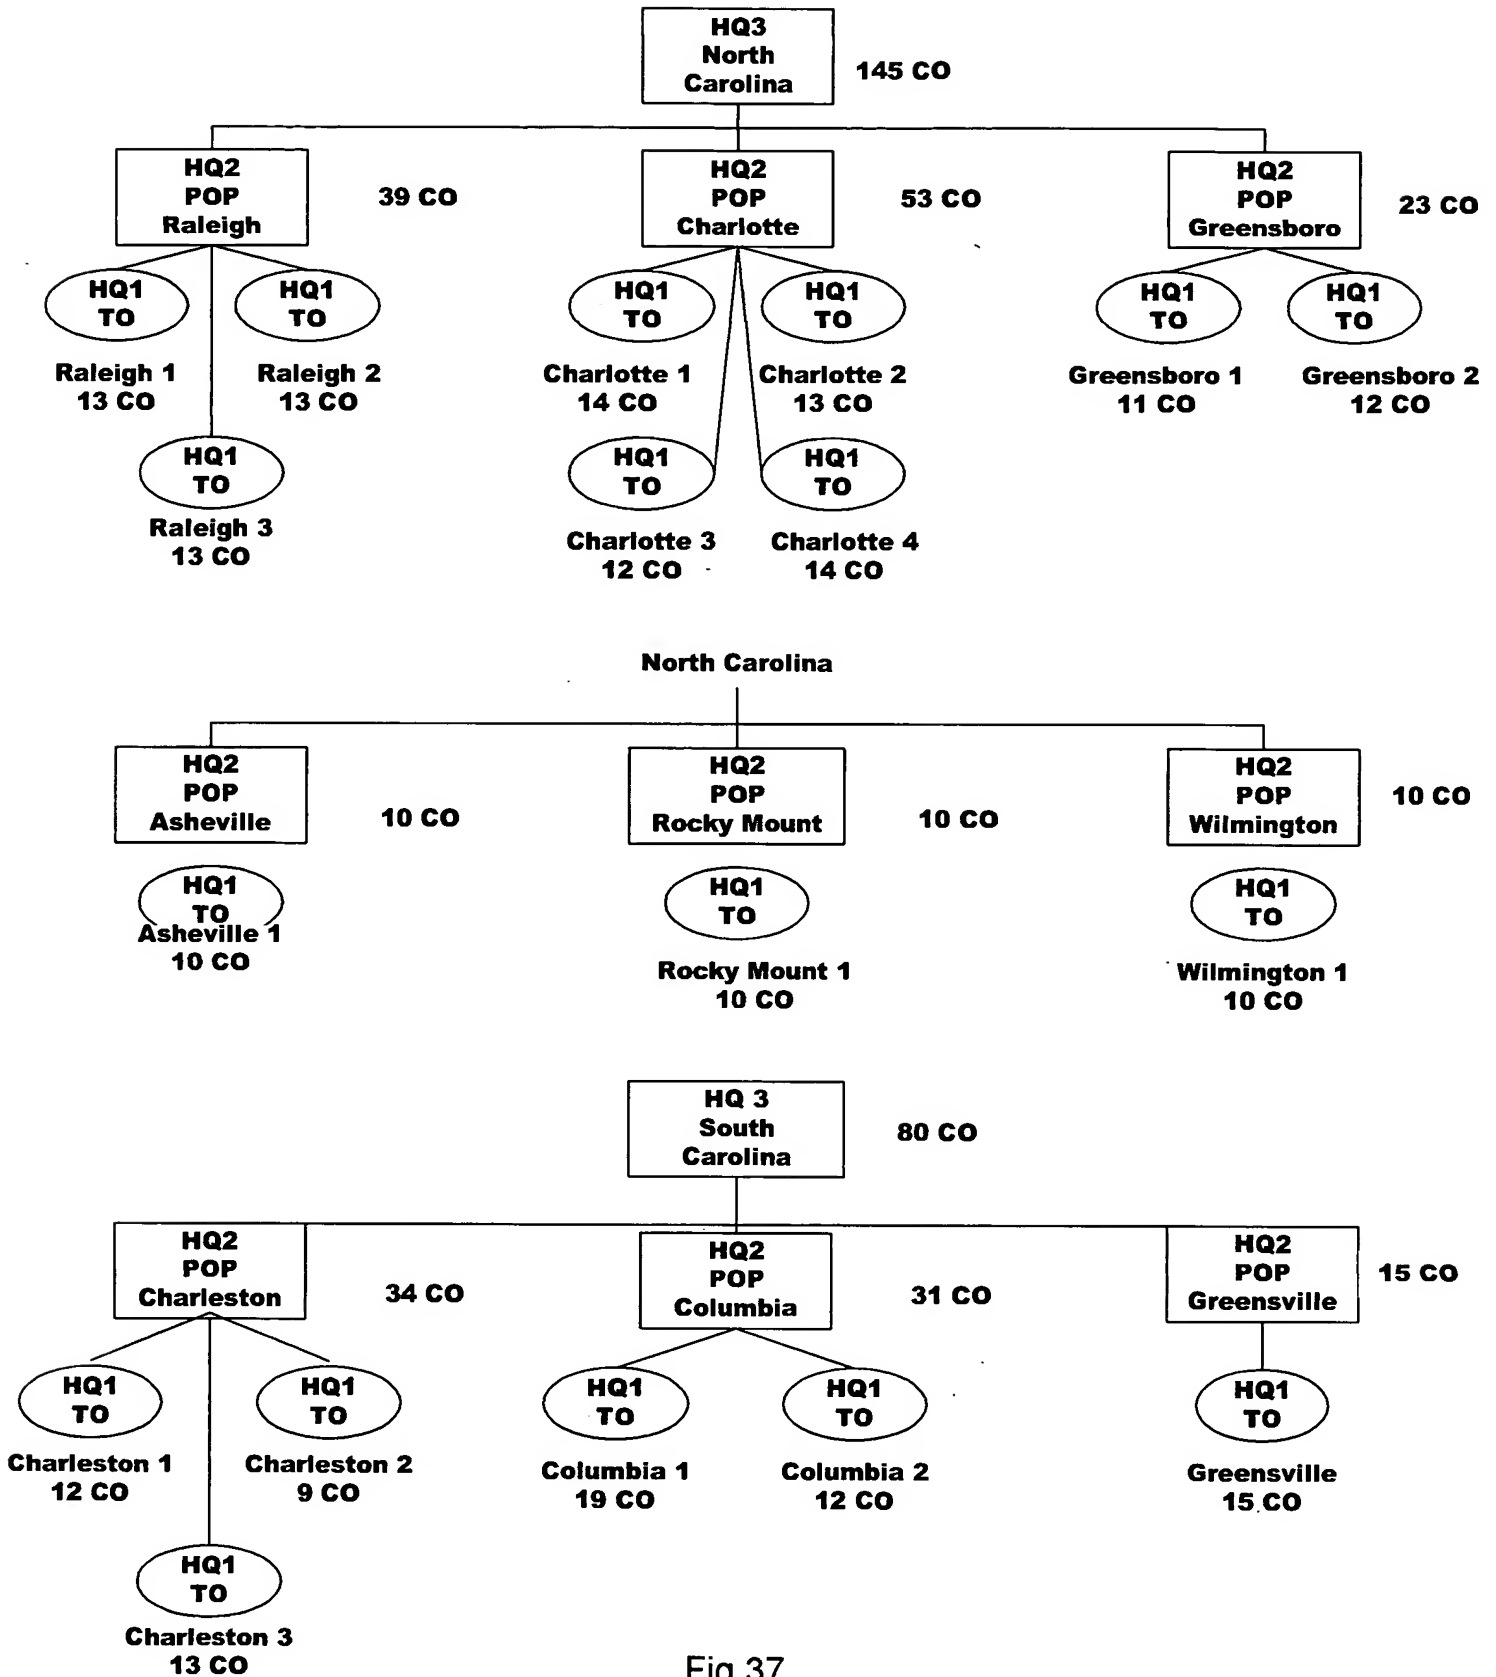 HQ3
North
Carolina
145 CO
HQ2
POP
Raleigh
39 CO
HQ2
POP
Charlotte
53 CO
HQ2
POP
Greensboro
23 CO
HQ1
TO
Raleigh 1
13 CO
HQ1
TO
Raleigh 2
13 CO
HQ1
TO
Raleigh 3
13 CO
HQ1
TO
Charlotte 1
14 CO
HQ1
TO
Charlotte 2
13 CO
HQ1
TO
Charlotte 3
12 CO
HQ1
TO
Charlotte 4
14 CO
HQ1
TO
Greensboro 1
11 CO
HQ1
TO
Greensboro 2
12 CO
North Carolina
HQ2
POP
Asheville
10 CO
HQ2
POP
Rocky Mount
10 CO
HQ2
POP
Wilmington
10 CO
HQ1
TO
Asheville 1
10 CO
HQ1
TO
Rocky Mount 1
10 CO
HQ1
TO
Wilmington 1
10 CO
HQ 3
South
Carolina
80 CO
HQ2
POP
Charleston
34 CO
HQ2
POP
Columbia
31 CO
HQ2
POP
Greensville
15 CO
HQ1
TO
Charleston 1
12 CO
HQ1
TO
Charleston 2
9 CO
HQ1
TO
Charleston 3
13 CO
HQ1
TO
Columbia 1
19 CO
HQ1
TO
Columbia 2
12 CO
HQ1
TO
Greensville
15 CO
Fig 37